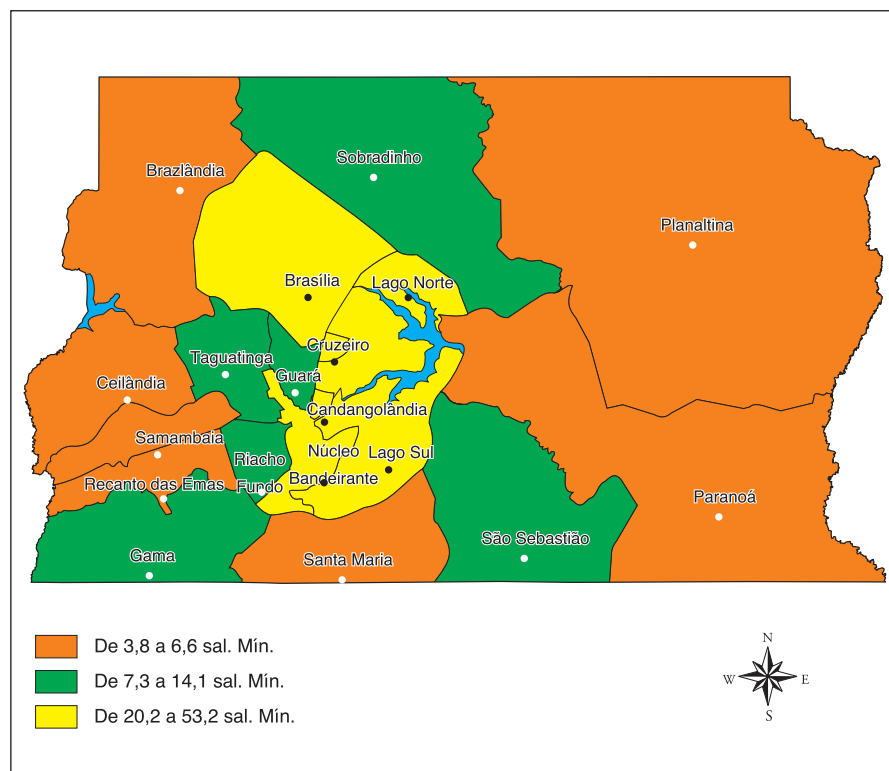 Sobradinho
Brazlândia
Planaltina
Brasília
Lago Norte
Cruzeiro
Taguatinga
Guará
Ceilândia
Candangolândia
Samambaia
Núcleo
Lago Sul
Riacho
Bandeirante
Recanto das Emas
Fundo
Paranoá
São Sebastião
Gama
Santa Maria
De 3,8 a 6,6 sal. Mín.
De 7,3 a 14,1 sal. Mín.
De 20,2 a 53,2 sal. Mín.
N
W
E
S